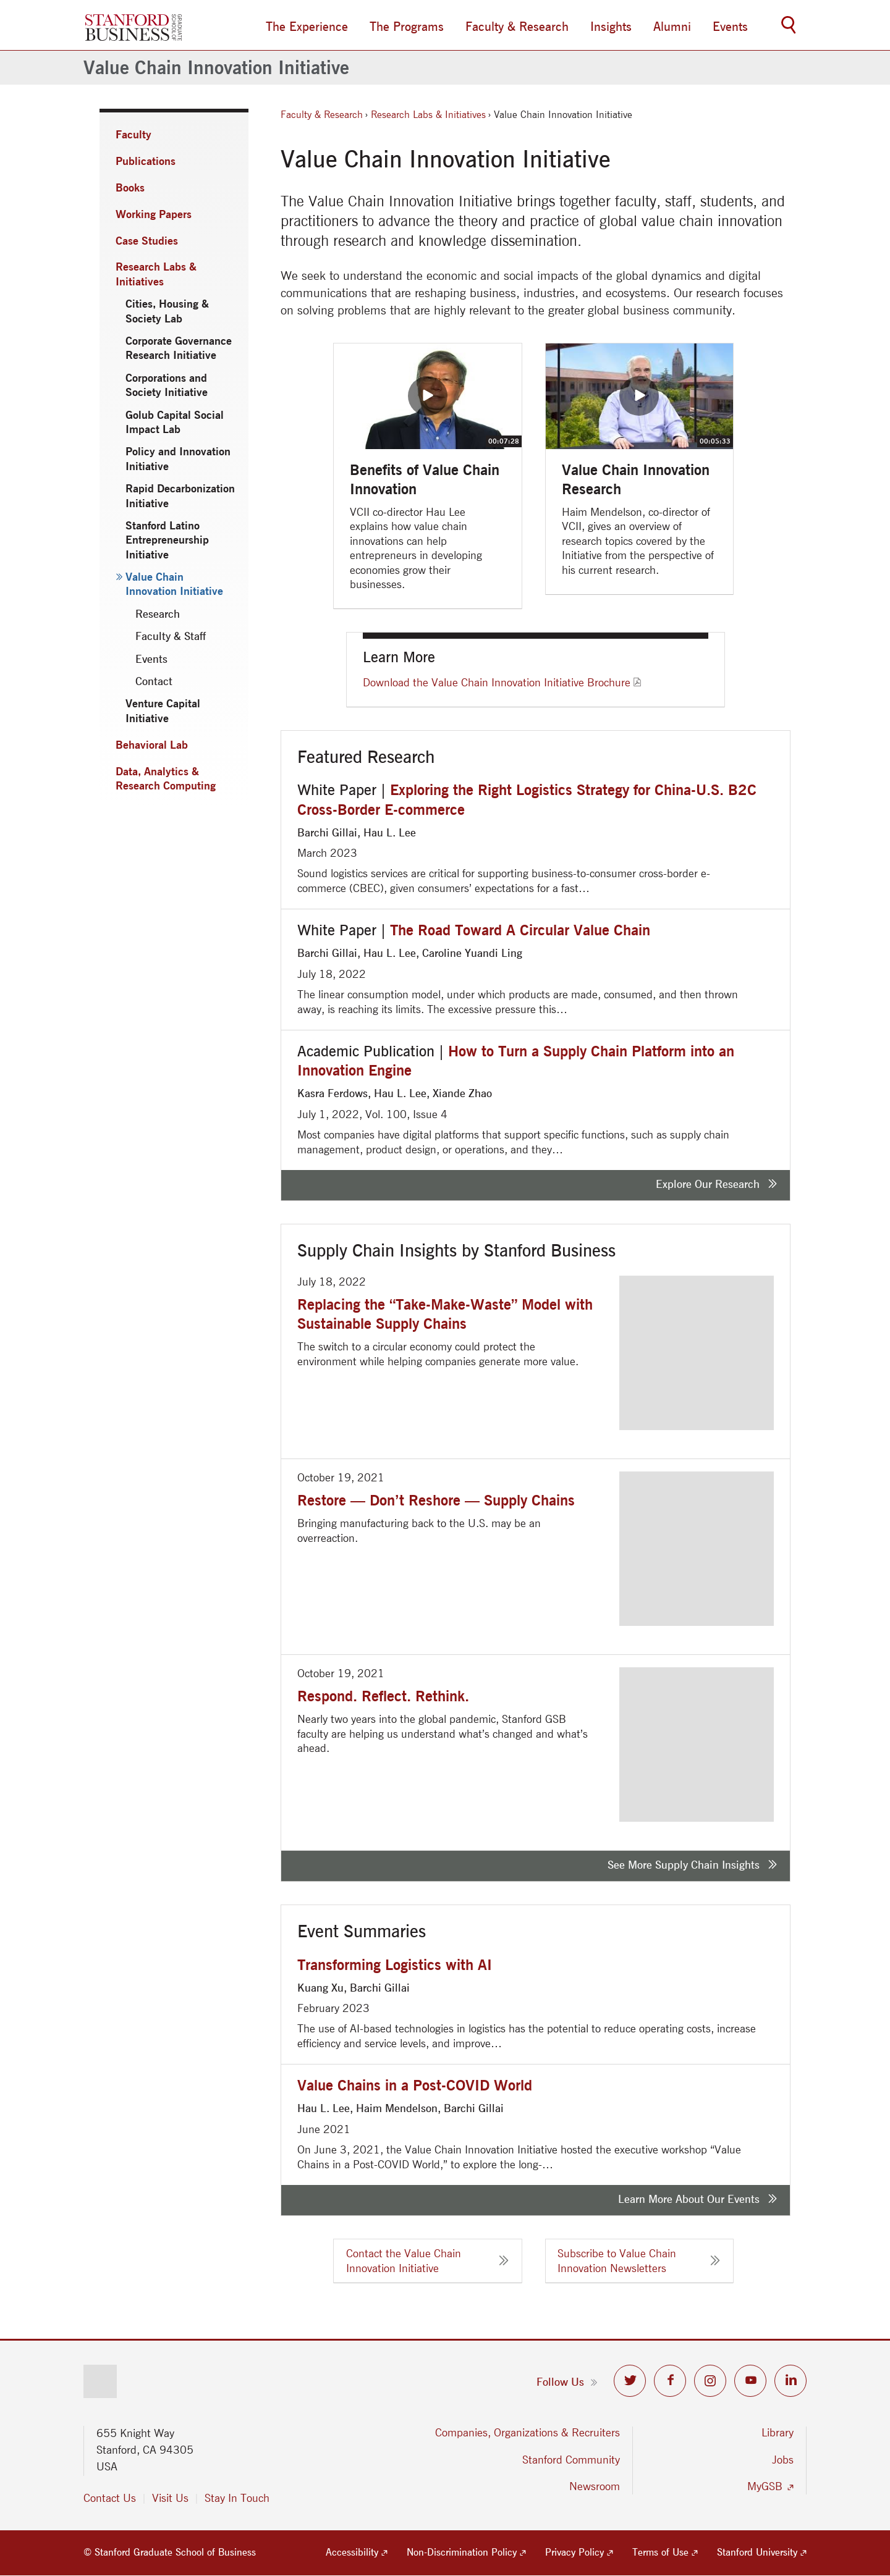 STANFORD
BUSINESS
GRADUATE
SCHOOL OF
The Experience
The Programs
Faculty & Research
Insights
Alumni
Events
Value Chain Innovation Initiative
Faculty
Publications
Books
Working Papers
Case Studies
Research Labs &
Initiatives
Cities, Housing &
Society Lab
Corporate Governance
Research Initiative
Corporations and
Society Initiative
Golub Capital Social
Impact Lab
Policy and Innovation
Initiative
Rapid Decarbonization
Initiative
Stanford Latino
Entrepreneurship
Initiative
» Value Chain
Innovation Initiative
Research
Faculty & Staff
Events
Contact
Venture Capital
Initiative
Behavioral Lab
Data, Analytics &
Research Computing
Faculty & Research › Research Labs & Initiatives › Value Chain Innovation Initiative
Value Chain Innovation Initiative
The Value Chain Innovation Initiative brings together faculty, staff, students, and
practitioners to advance the theory and practice of global value chain innovation
through research and knowledge dissemination.
We seek to understand the economic and social impacts of the global dynamics and digital
communications that are reshaping business, industries, and ecosystems. Our research focuses
on solving problems that are highly relevant to the greater global business community.
00:07:28
Benefits of Value Chain
Innovation
VCII co-director Hau Lee
explains how value chain
innovations can help
entrepreneurs in developing
economies grow their
businesses.
00:05:33
Value Chain Innovation
Research
Haim Mendelson, co-director of
VCII, gives an overview of
research topics covered by the
Initiative from the perspective of
his current research.
Learn More
Download the Value Chain Innovation Initiative Brochure
Featured Research
White Paper | Exploring the Right Logistics Strategy for China-U.S. B2C
Cross-Border E-commerce
Barchi Gillai, Hau L. Lee
March 2023
Sound logistics services are critical for supporting business-to-consumer cross-border e-
commerce (CBEC), given consumers’ expectations for a fast…
White Paper | The Road Toward A Circular Value Chain
Barchi Gillai, Hau L. Lee, Caroline Yuandi Ling
July 18, 2022
The linear consumption model, under which products are made, consumed, and then thrown
away, is reaching its limits. The excessive pressure this…
Academic Publication | How to Turn a Supply Chain Platform into an
Innovation Engine
Kasra Ferdows, Hau L. Lee, Xiande Zhao
July 1, 2022, Vol. 100, Issue 4
Most companies have digital platforms that support specific functions, such as supply chain
management, product design, or operations, and they…
Explore Our Research »
Supply Chain Insights by Stanford Business
July 18, 2022
Replacing the “Take-Make-Waste” Model with
Sustainable Supply Chains
The switch to a circular economy could protect the
environment while helping companies generate more value.
October 19, 2021
Restore — Don’t Reshore — Supply Chains
Bringing manufacturing back to the U.S. may be an
overreaction.
October 19, 2021
Respond. Reflect. Rethink.
Nearly two years into the global pandemic, Stanford GSB
faculty are helping us understand what’s changed and what’s
ahead.
See More Supply Chain Insights »
Event Summaries
Transforming Logistics with AI
Kuang Xu, Barchi Gillai
February 2023
The use of AI-based technologies in logistics has the potential to reduce operating costs, increase
efficiency and service levels, and improve…
Value Chains in a Post-COVID World
Hau L. Lee, Haim Mendelson, Barchi Gillai
June 2021
On June 3, 2021, the Value Chain Innovation Initiative hosted the executive workshop “Value
Chains in a Post-COVID World,” to explore the long-…
Learn More About Our Events »
Contact the Value Chain
Innovation Initiative »
Subscribe to Value Chain
Innovation Newsletters »
Follow Us »
655 Knight Way
Stanford, CA 94305
USA
Contact Us
Visit Us
Stay In Touch
Companies, Organizations & Recruiters
Stanford Community
Newsroom
Library
Jobs
MyGSB
© Stanford Graduate School of Business
Accessibility
Non-Discrimination Policy
Privacy Policy
Terms of Use
Stanford University